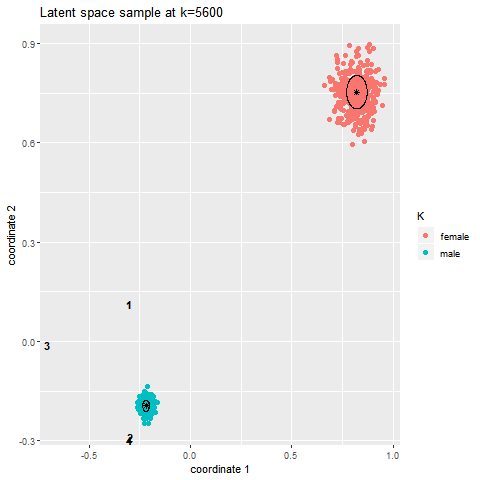 Latent space sample at k=5600
0.9
0.6
0.3
0.0
-0.3
coordinate 2
1
3
2
4
-0.5
0.0
0.5
1.0
coordinate 1
K
female
male